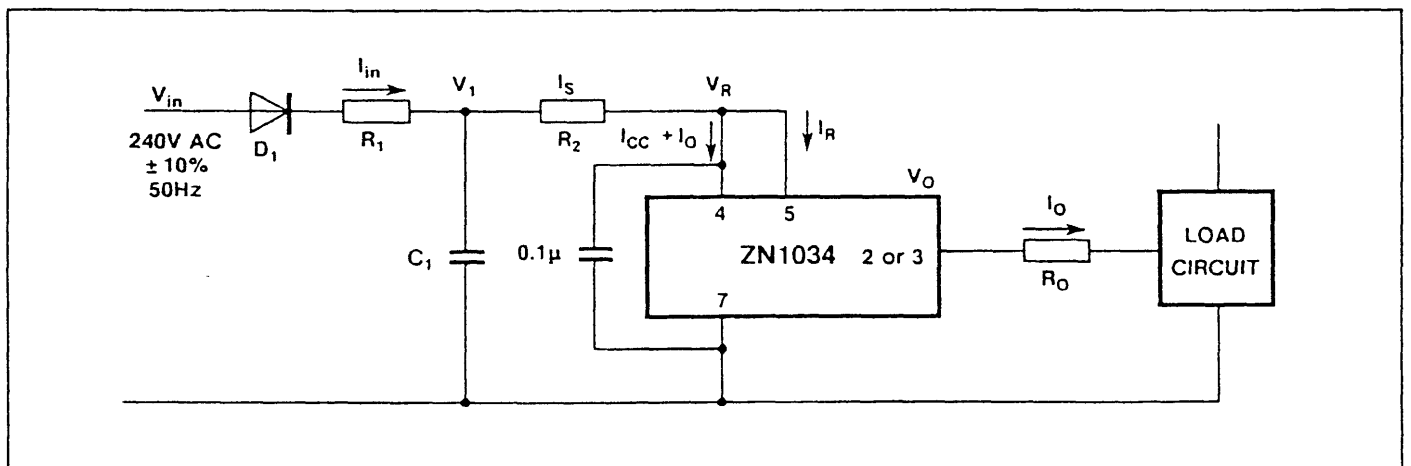 V_in
240V AC
± 10%
50Hz
D_1
I_in
R_1
V_1
I_S
R_2
V_R
I_CC + I_O
I_R
C_1
0.1µ
4 5
ZN1034 2 or 3
7
V_O
I_O
R_O
LOAD
CIRCUIT